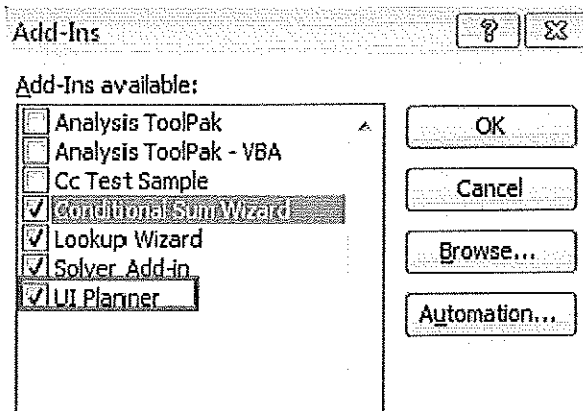 Add-Ins
Add-Ins available:
Analysis ToolPak
Analysis ToolPak - VBA
Cc Test Sample
Conditional Sum Wizard
Lookup Wizard
Solver Add-in
UI Planner
OK
Cancel
Browse...
Automation...